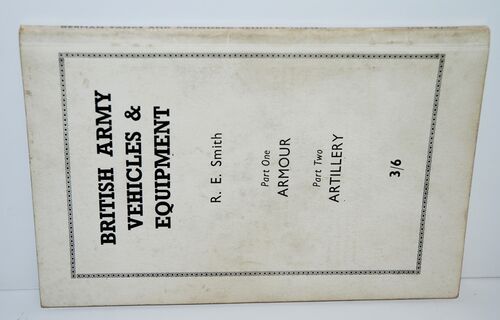 BRITISH ARMY
VEHICLES &
EQUIPMENT
R. E. Smith
Part One
ARMOUR
Part Two
ARTILLERY
3/6